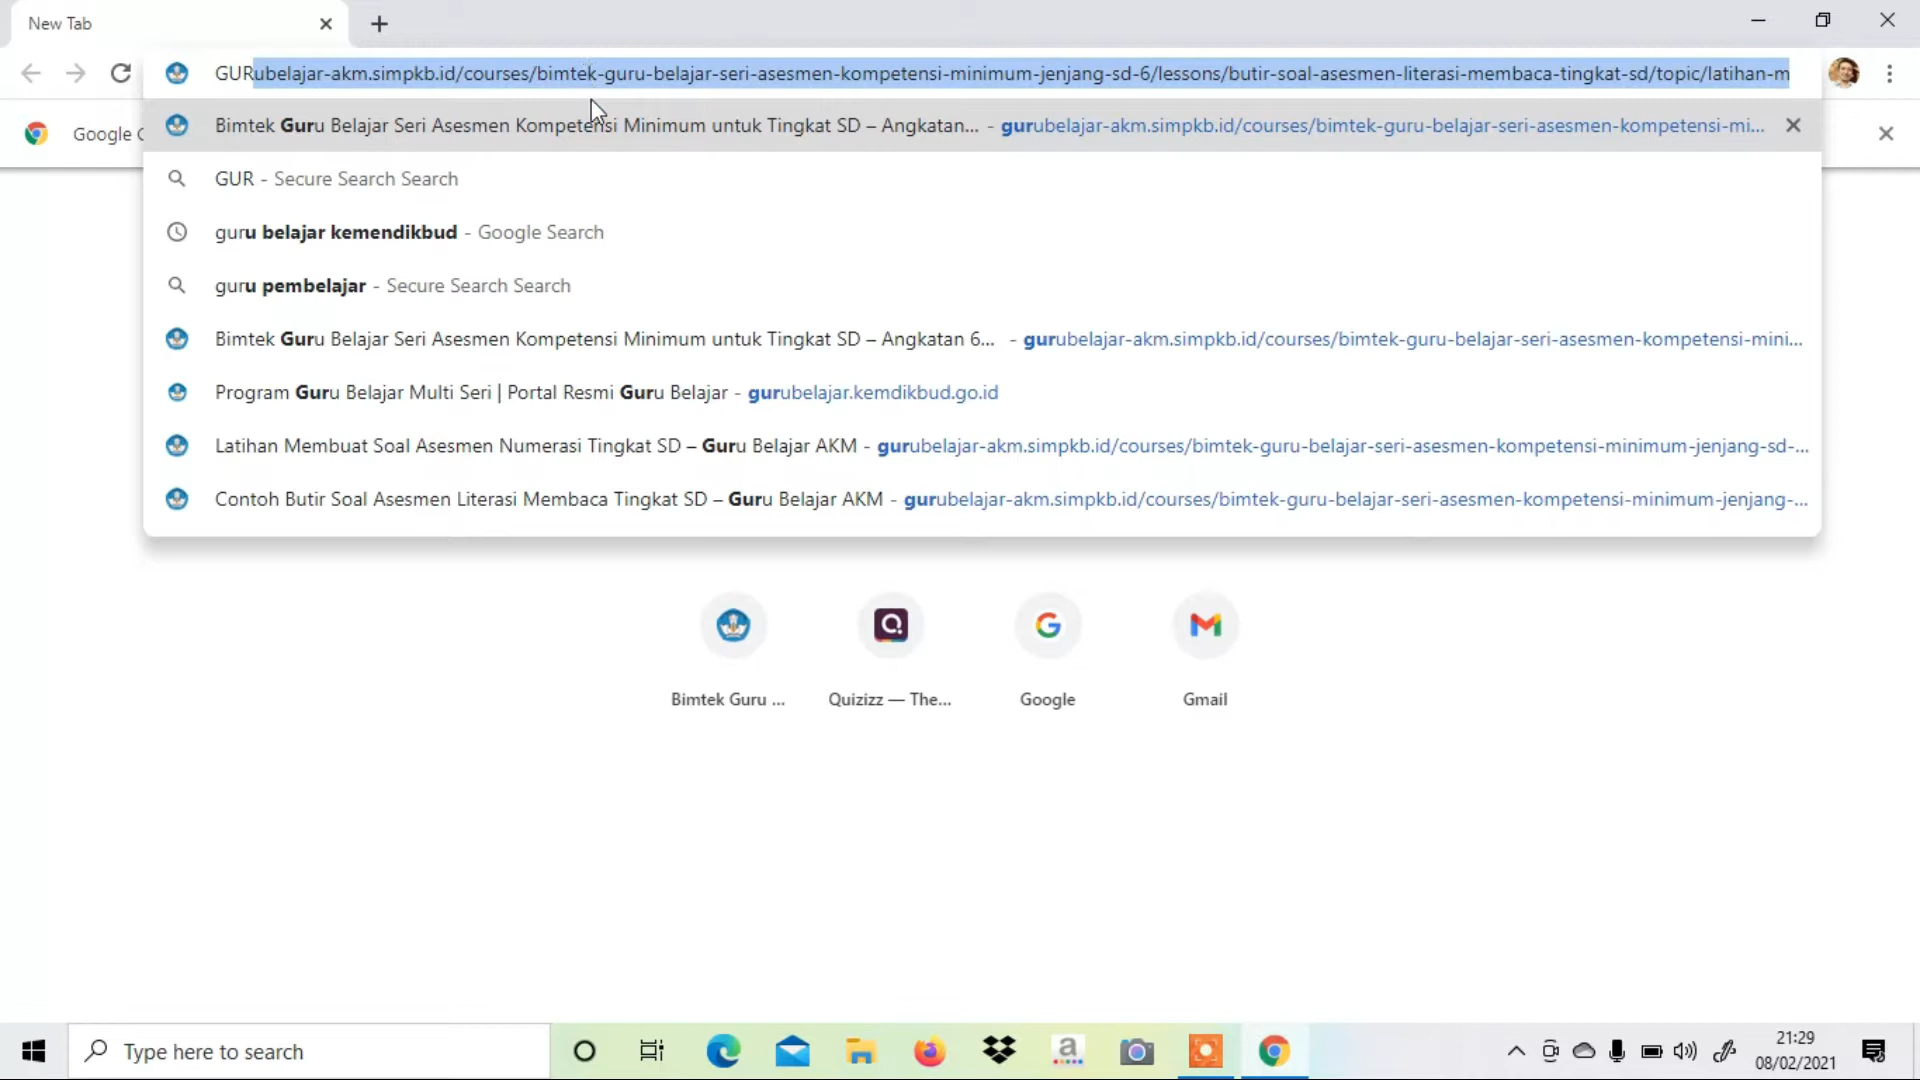 New Tab
GURubelajar-akm.simpkb.id/courses/bimtek-guru-belajar-seri-asesmen-kompetensi-minimum-jenjang-sd-6/lessons/butir-soal-asesmen-literasi-membaca-tingkat-sd/topic/latihan-m
Google C
Bimtek Guru Belajar Seri Asesmen Kompetensi Minimum untuk Tingkat SD – Angkatan... - gurubelajar-akm.simpkb.id/courses/bimtek-guru-belajar-seri-asesmen-kompetensi-mi...
GUR - Secure Search Search
guru belajar kemendikbud - Google Search
guru pembelajar - Secure Search Search
Bimtek Guru Belajar Seri Asesmen Kompetensi Minimum untuk Tingkat SD – Angkatan 6... - gurubelajar-akm.simpkb.id/courses/bimtek-guru-belajar-seri-asesmen-kompetensi-mini...
Program Guru Belajar Multi Seri | Portal Resmi Guru Belajar - gurubelajar.kemdikbud.go.id
Latihan Membuat Soal Asesmen Numerasi Tingkat SD – Guru Belajar AKM - gurubelajar-akm.simpkb.id/courses/bimtek-guru-belajar-seri-asesmen-kompetensi-minimum-jenjang-sd-...
Contoh Butir Soal Asesmen Literasi Membaca Tingkat SD – Guru Belajar AKM - gurubelajar-akm.simpkb.id/courses/bimtek-guru-belajar-seri-asesmen-kompetensi-minimum-jenjang-...
Bimtek Guru ...
Quizizz — The...
Google
Gmail
Type here to search
21:29
08/02/2021